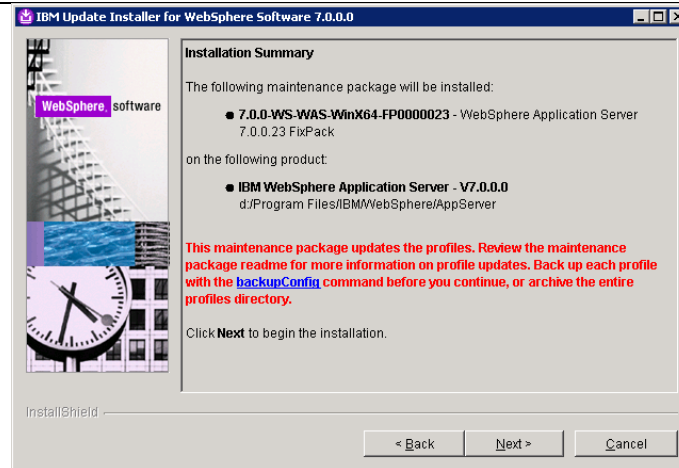 IBM Update Installer for WebSphere Software 7.0.0.0
Installation Summary
The following maintenance package will be installed:
WebSphere. software
7.0.0-WS-WAS-WinX64-FP0000023 - WebSphere Application Server
7.0.0.23 FixPack
on the following product:
IBM WebSphere Application Server - V7.0.0.0
d:/Program Files/IBM/WebSphere/AppServer
This maintenance package updates the profiles. Review the maintenance
package readme for more information on profile updates. Back up each profile
with the backupConfig command before you continue, or archive the entire
profiles directory.
Click Next to begin the installation.
InstallShield
< Back Next > Cancel